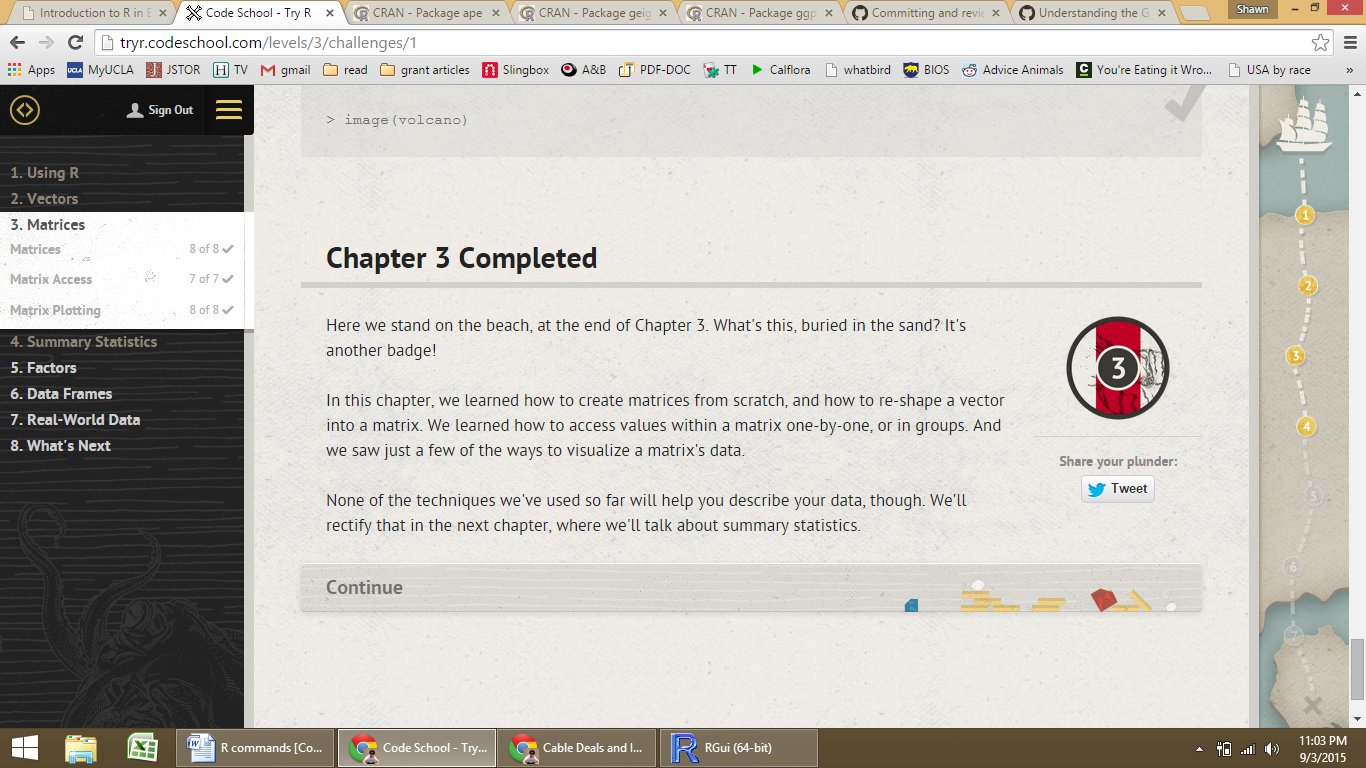 Introduction to R in E
Code School - Try R
CRAN - Package ape
CRAN - Package geig
CRAN - Package ggp
Committing and revie
Understanding the G
Shawn
tryr.codeschool.com/levels/3/challenges/1
Apps
UCLA MyUCLA
JSTOR
H TV
gmail
read
grant articles
Slingbox
A&B
PDF-DOC
TT
Calflora
whatbird
BIOS
Advice Animals
You're Eating it Wro...
USA by race
»
Sign Out
1. Using R
2. Vectors
3. Matrices
Matrices 8 of 8
Matrix Access 7 of 7
Matrix Plotting 8 of 8
4. Summary Statistics
5. Factors
6. Data Frames
7. Real-World Data
8. What's Next
> image(volcano)
Chapter 3 Completed
Here we stand on the beach, at the end of Chapter 3. What's this, buried in the sand? It's
another badge!
In this chapter, we learned how to create matrices from scratch, and how to re-shape a vector
into a matrix. We learned how to access values within a matrix one-by-one, or in groups. And
we saw just a few of the ways to visualize a matrix's data.
None of the techniques we've used so far will help you describe your data, though. We'll
rectify that in the next chapter, where we'll talk about summary statistics.
3
Share your plunder:
Tweet
Continue
1
2
3
4
5
6
7
R commands [Co...
Code School - Try...
Cable Deals and I...
RGui (64-bit)
11:03 PM
9/3/2015